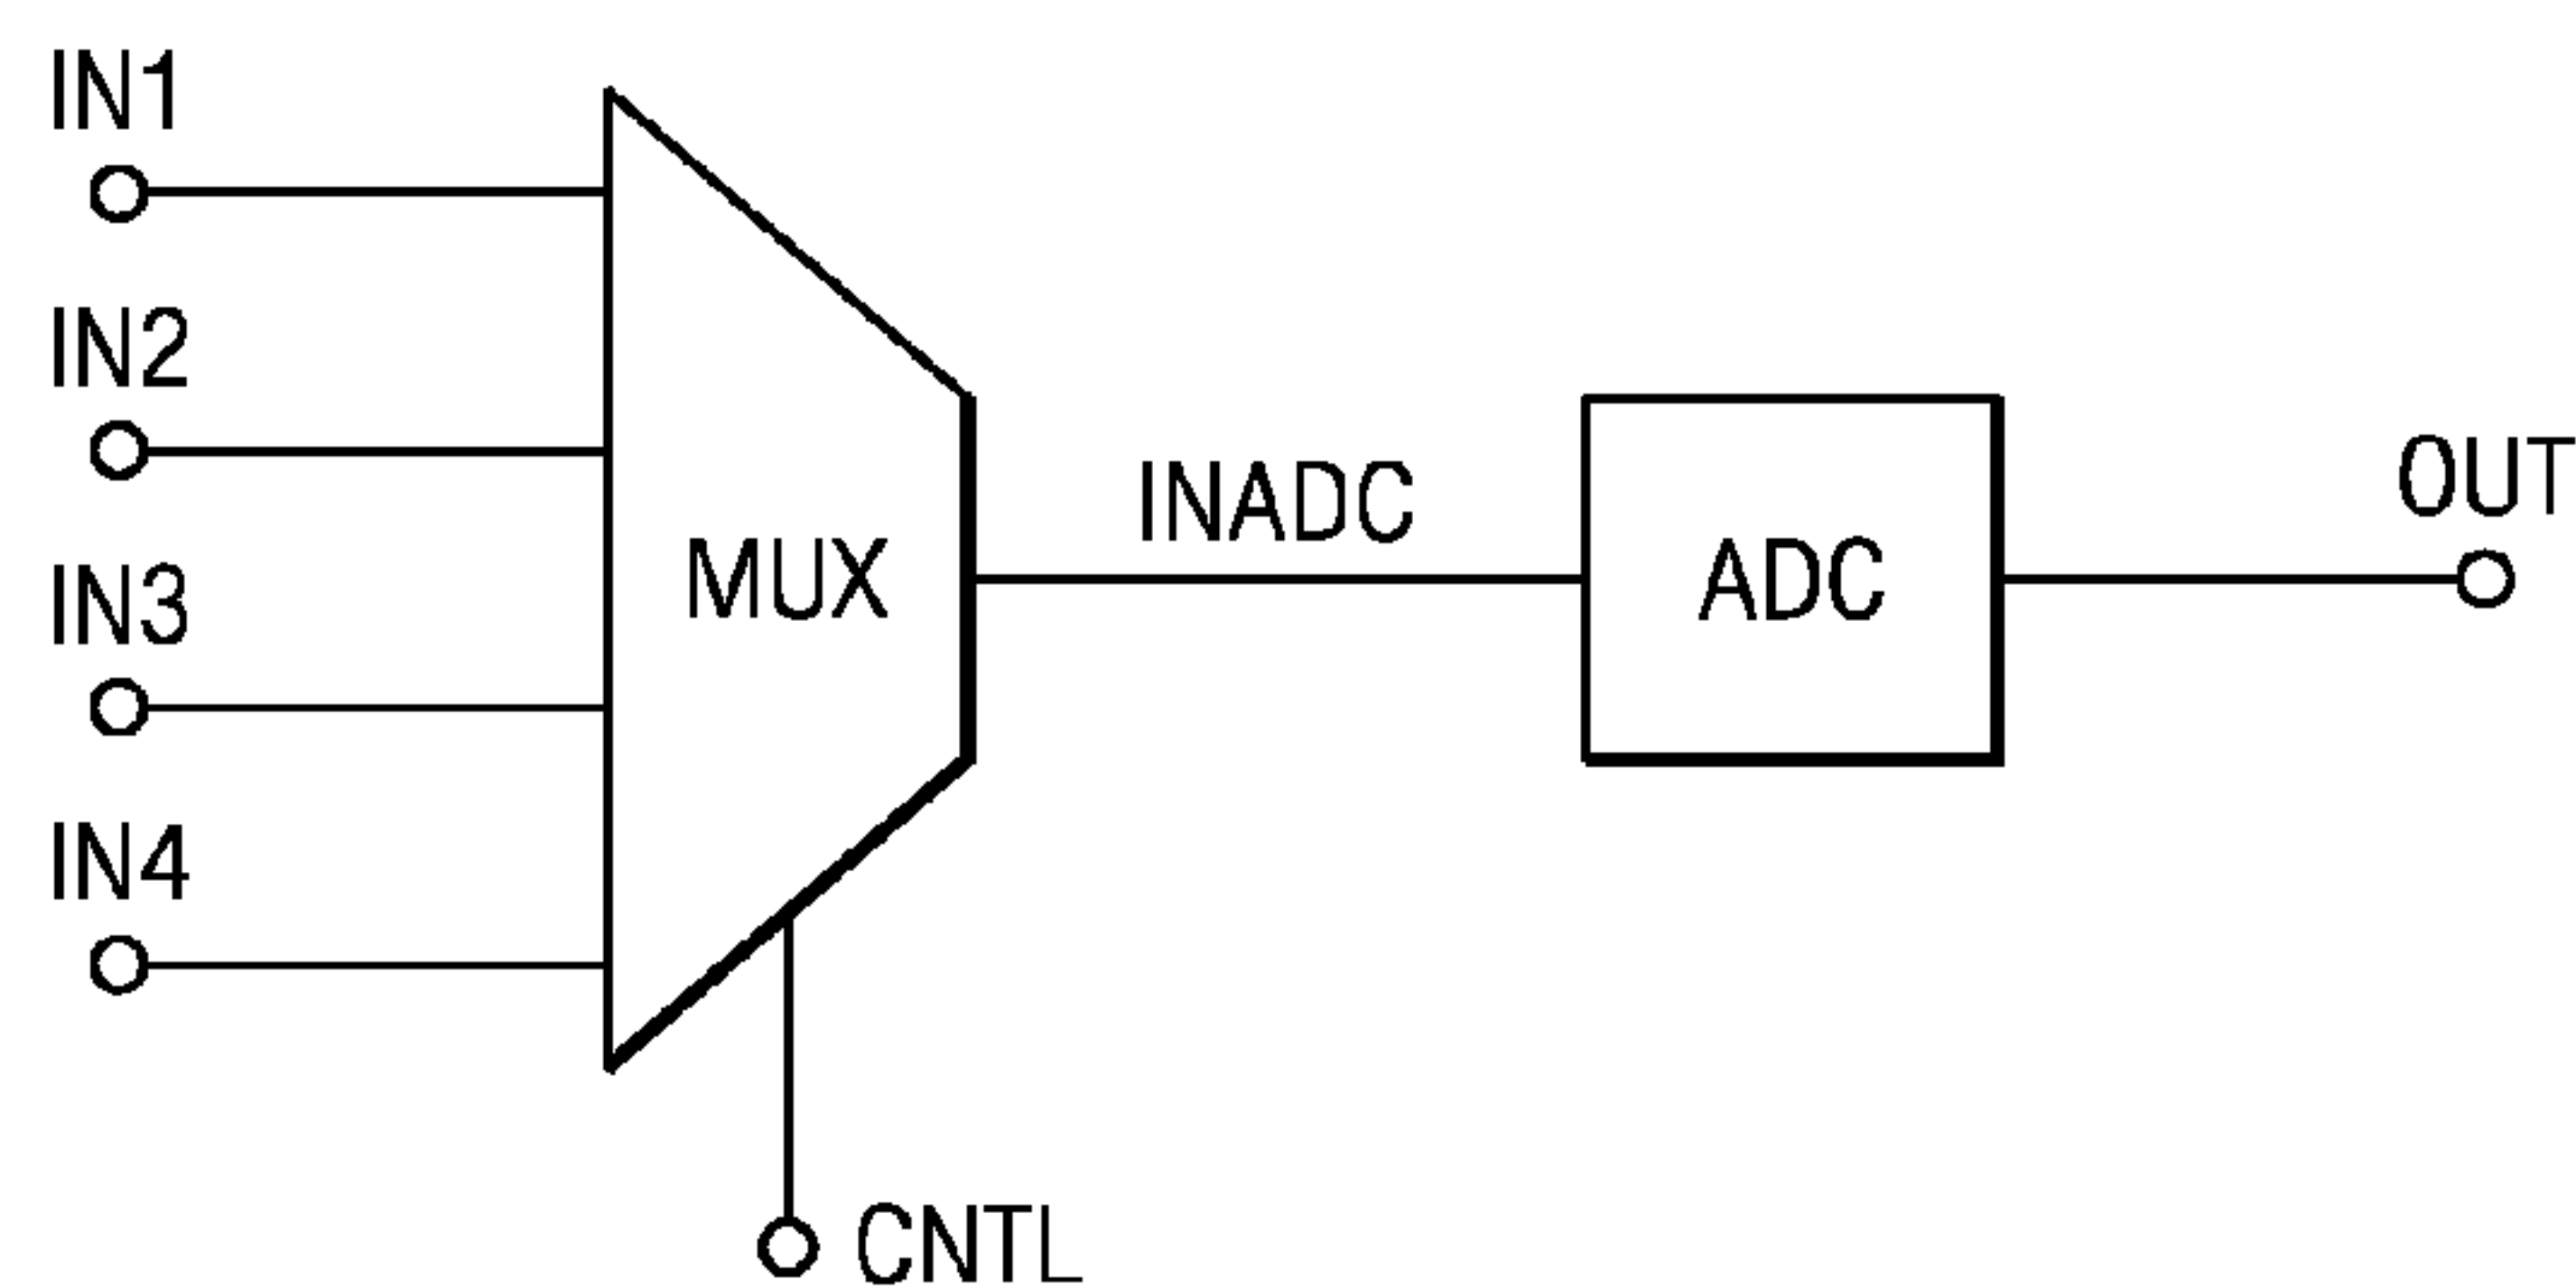 IN1
IN2
IN3
IN4
MUX
INADC
ADC
OUT
CNTL